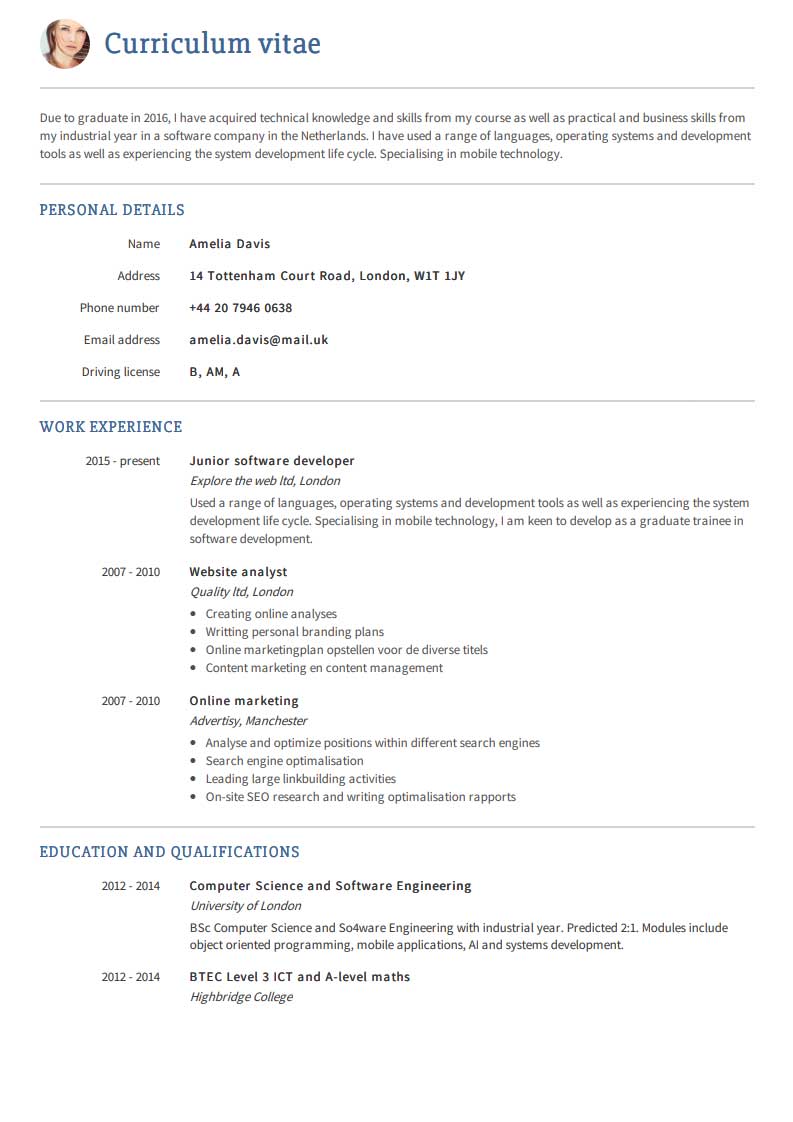 Curriculum vitae
Due to graduate in 2016, I have acquired technical knowledge and skills from my course as well as practical and business skills from
my industrial year in a software company in the Netherlands. I have used a range of languages, operating systems and development
tools as well as experiencing the system development life cycle. Specialising in mobile technology.
PERSONAL DETAILS
Name Amelia Davis
Address 14 Tottenham Court Road, London, W1T 1JY
Phone number +44 20 7946 0638
Email address amelia.davis@mail.uk
Driving license B, AM, A
WORK EXPERIENCE
2015 - present Junior software developer
Explore the web ltd, London
Used a range of languages, operating systems and development tools as well as experiencing the system
development life cycle. Specialising in mobile technology, I am keen to develop as a graduate trainee in
software development.
2007 - 2010 Website analyst
Quality ltd, London
• Creating online analyses
• Writting personal branding plans
• Online marketingplan opstellen voor de diverse titels
• Content marketing en content management
2007 - 2010 Online marketing
Advertisy, Manchester
• Analyse and optimize positions within different search engines
• Search engine optimalisation
• Leading large linkbuilding activities
• On-site SEO research and writing optimalisation rapports
EDUCATION AND QUALIFICATIONS
2012 - 2014 Computer Science and Software Engineering
University of London
BSc Computer Science and So4ware Engineering with industrial year. Predicted 2:1. Modules include
object oriented programming, mobile applications, AI and systems development.
2012 - 2014 BTEC Level 3 ICT and A-level maths
Highbridge College